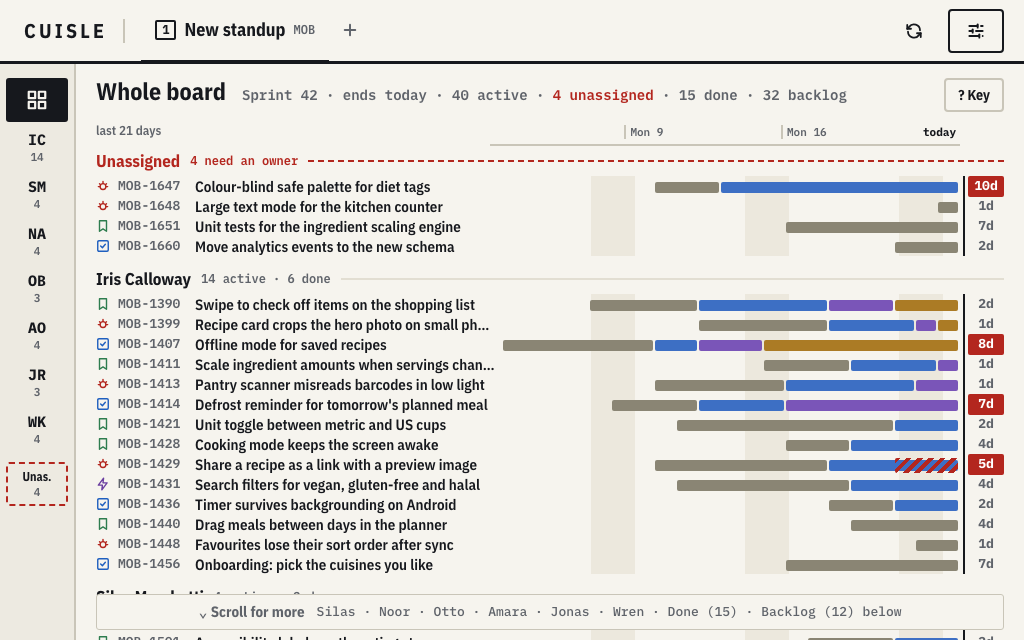 CUISLE
1 New standup MOB +
Whole board Sprint 42 · ends today · 40 active · 4 unassigned · 15 done · 32 backlog
? Key
last 21 days Mon 9 Mon 16 today
IC
14
SM
4
NA
4
OB
3
AO
4
JR
3
WK
4
Unas.
4
Unassigned 4 need an owner
MOB-1647 Colour-blind safe palette for diet tags 10d
MOB-1648 Large text mode for the kitchen counter 1d
MOB-1651 Unit tests for the ingredient scaling engine 7d
MOB-1660 Move analytics events to the new schema 2d
Iris Calloway 14 active · 6 done
MOB-1390 Swipe to check off items on the shopping list 2d
MOB-1399 Recipe card crops the hero photo on small ph... 1d
MOB-1407 Offline mode for saved recipes 8d
MOB-1411 Scale ingredient amounts when servings chan... 1d
MOB-1413 Pantry scanner misreads barcodes in low light 1d
MOB-1414 Defrost reminder for tomorrow's planned meal 7d
MOB-1421 Unit toggle between metric and US cups 2d
MOB-1428 Cooking mode keeps the screen awake 4d
MOB-1429 Share a recipe as a link with a preview image 5d
MOB-1431 Search filters for vegan, gluten-free and halal 4d
MOB-1436 Timer survives backgrounding on Android 2d
MOB-1440 Drag meals between days in the planner 4d
MOB-1448 Favourites lose their sort order after sync 1d
MOB-1456 Onboarding: pick the cuisines you like 7d
Scroll for more Silas · Noor · Otto · Amara · Jonas · Wren · Done (15) · Backlog (12) below